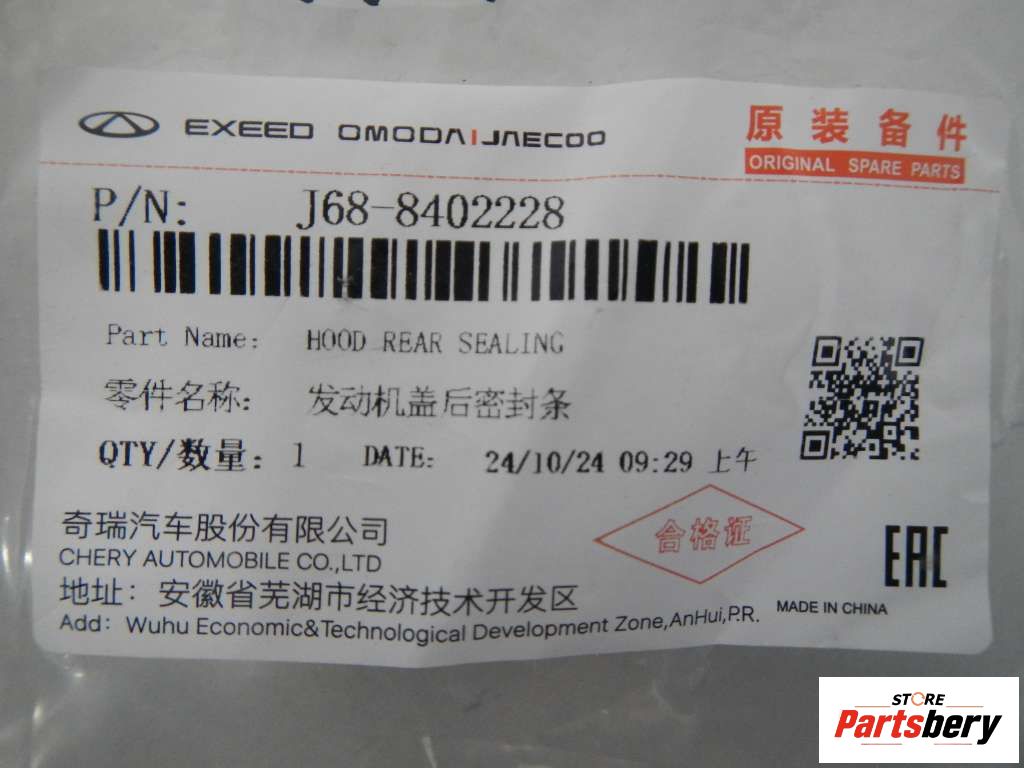 EXEED OMODA|JAECOO
原装备件
ORIGINAL SPARE PARTS
P/N: J68-8402228
Part Name: HOOD REAR SEALING
零件名称: 发动机盖后密封条
QTY/数量: 1 DATE: 24/10/24 09:29 上午
奇瑞汽车股份有限公司
CHERY AUTOMOBILE CO.,LTD
合格证
EAC
地址: 安徽省芜湖市经济技术开发区
Add: Wuhu Economic&Technological Development Zone,AnHui,P.R.
MADE IN CHINA
STORE
Partsbery